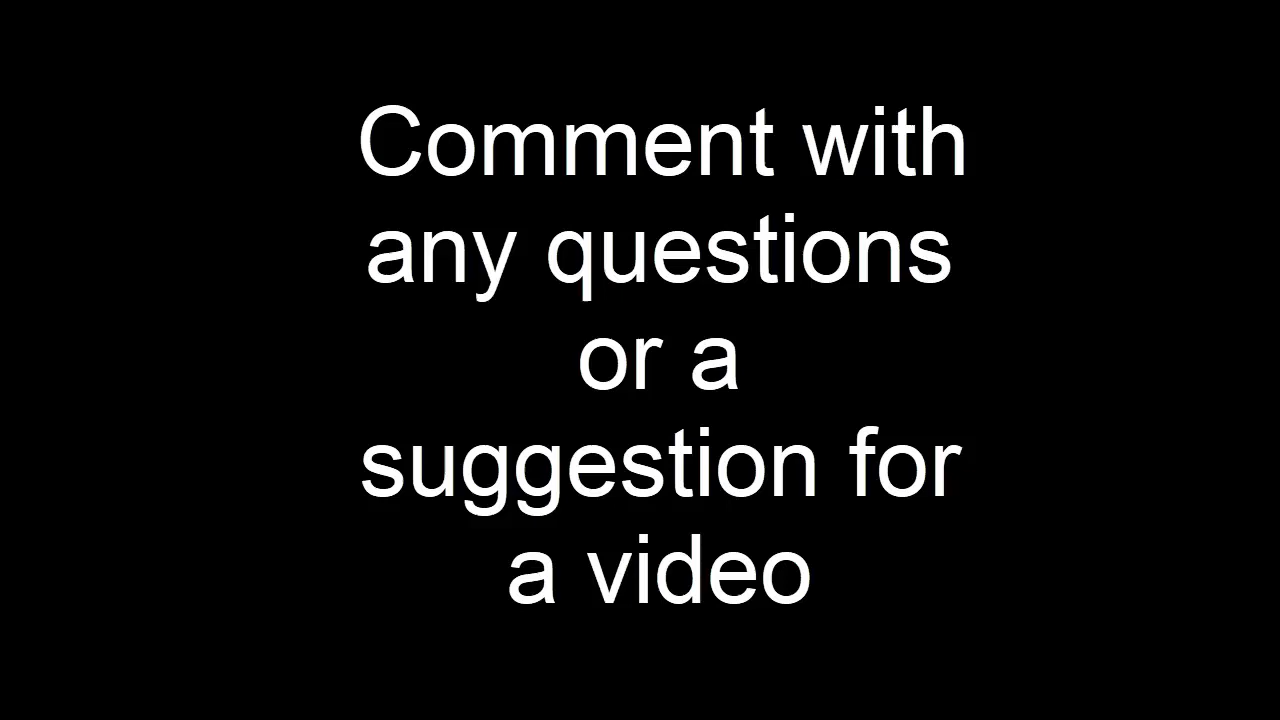 Comment with
any questions
or a
suggestion for
a video